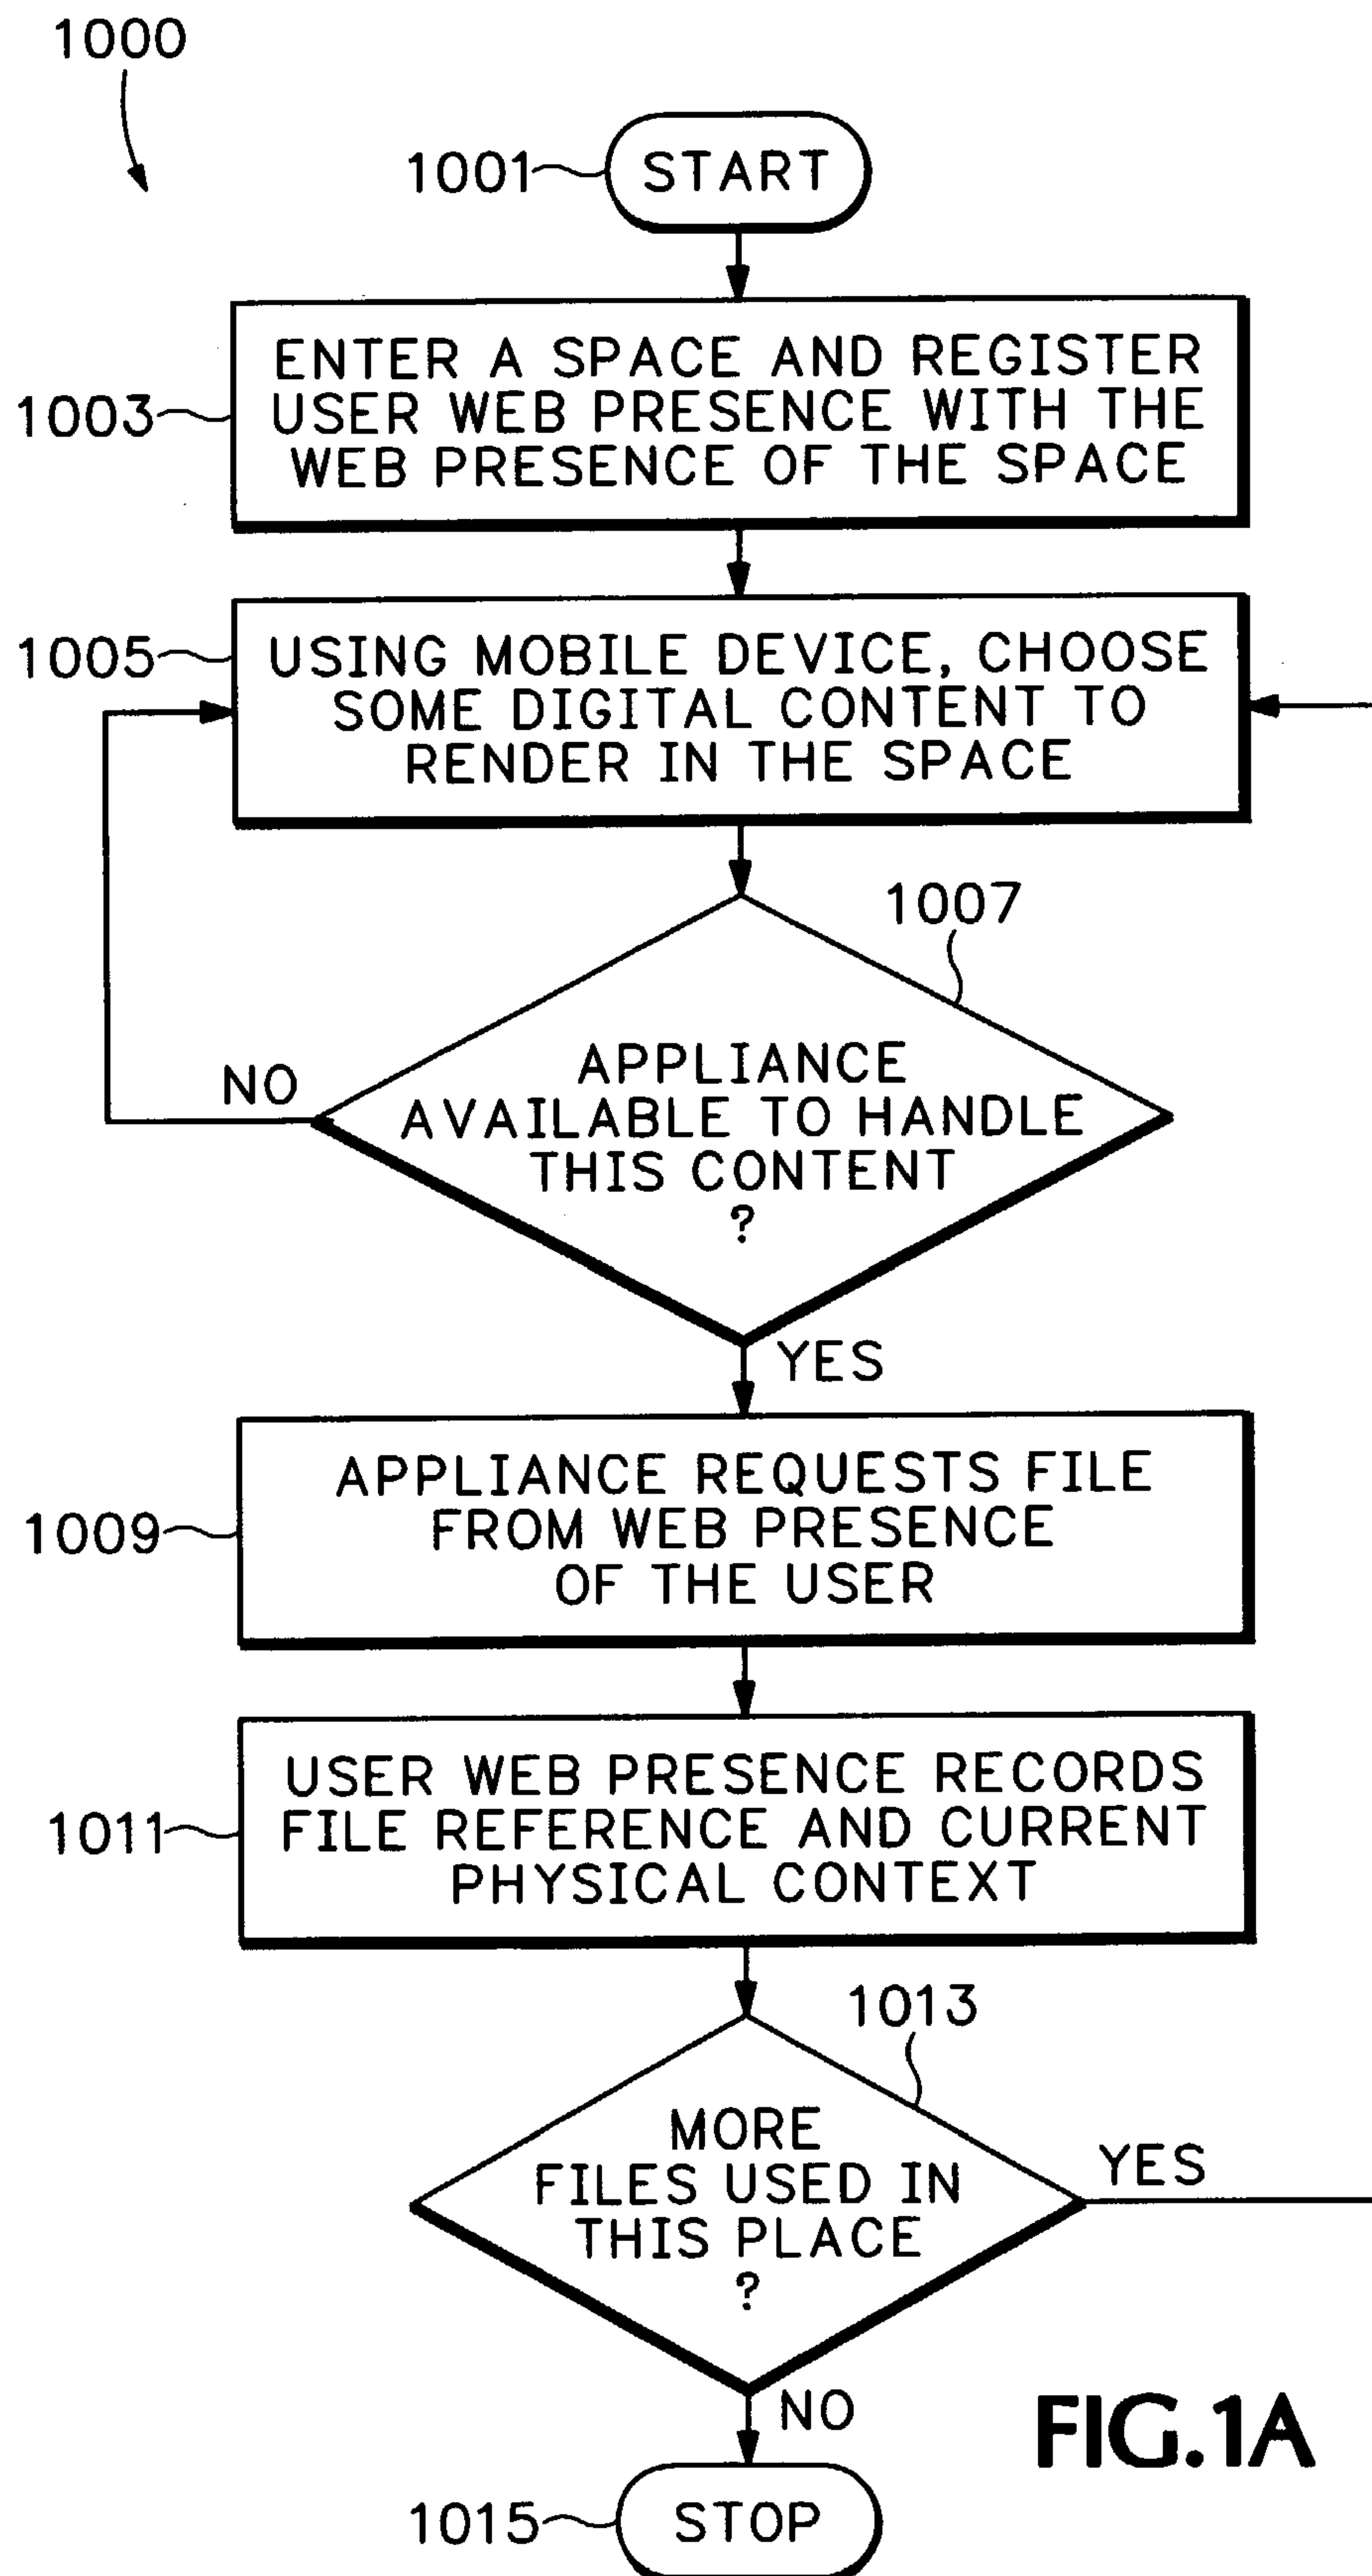 1000
1001
START
1003
ENTER A SPACE AND REGISTER
USER WEB PRESENCE WITH THE
WEB PRESENCE OF THE SPACE
1005
USING MOBILE DEVICE, CHOOSE
SOME DIGITAL CONTENT TO
RENDER IN THE SPACE
1007
APPLIANCE
AVAILABLE TO HANDLE
THIS CONTENT
?
NO
YES
1009
APPLIANCE REQUESTS FILE
FROM WEB PRESENCE
OF THE USER
1011
USER WEB PRESENCE RECORDS
FILE REFERENCE AND CURRENT
PHYSICAL CONTEXT
1013
MORE
FILES USED IN
THIS PLACE
?
YES
NO
1015
STOP
FIG.1A